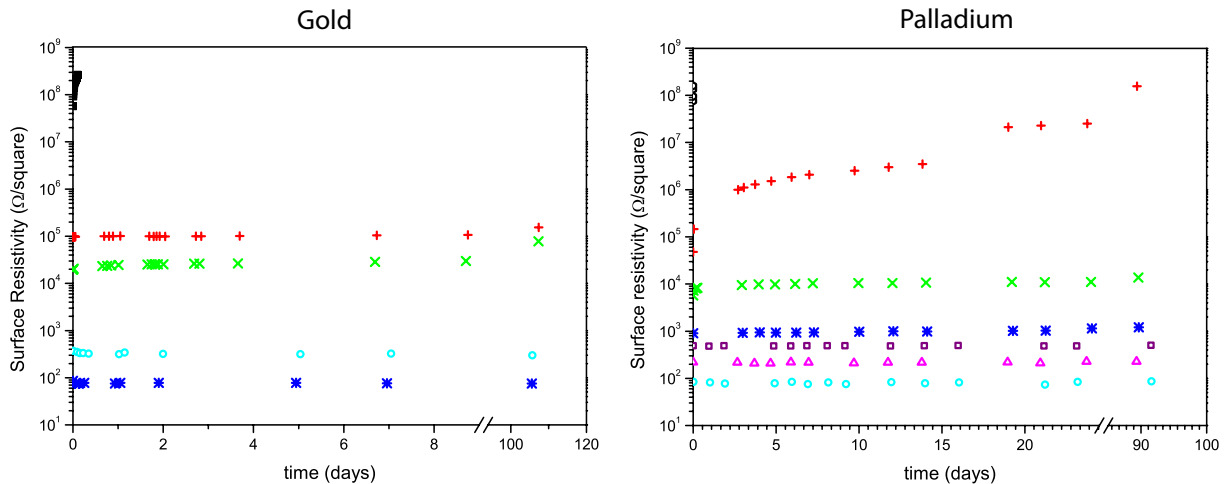 Gold
Palladium
Surface Resistivity (Ω/square)
10⁹
10⁸
10⁷
10⁶
10⁵
10⁴
10³
10²
10¹
0 2 4 6 8 100 120
time (days)
Surface resistivity (Ω/square)
10⁹
10⁸
10⁷
10⁶
10⁵
10⁴
10³
10²
10¹
0 5 10 15 20 90 100
time (days)